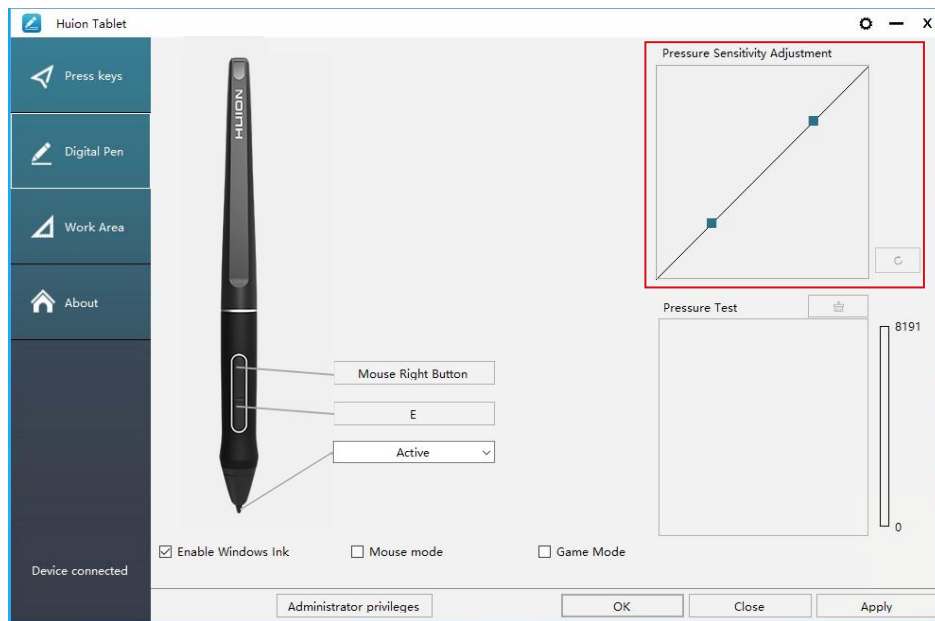 Huion Tablet
Press keys
Digital Pen
Work Area
About
Device connected
HUION
Mouse Right Button
E
Active
Pressure Sensitivity Adjustment
Pressure Test
8191
0
Enable Windows Ink
Mouse mode
Game Mode
Administrator privileges
OK
Close
Apply